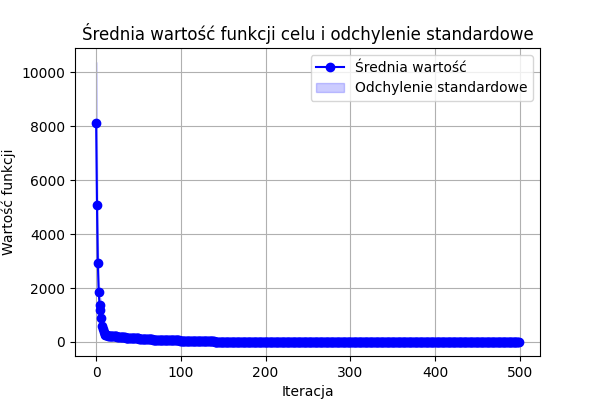 Średnia wartość funkcji celu i odchylenie standardowe
Średnia wartość
Odchylenie standardowe
Wartość funkcji
10000
8000
6000
4000
2000
0
0 100 200 300 400 500
Iteracja